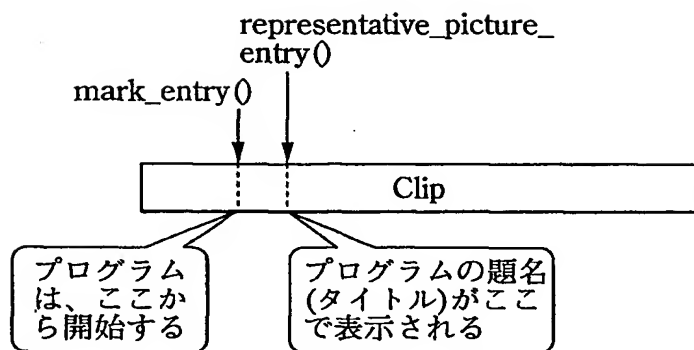 representative_picture_
entry()
mark_entry()
Clip
プログラム
は、ここか
ら開始する
プログラムの題名
(タイトル)がここ
で表示される